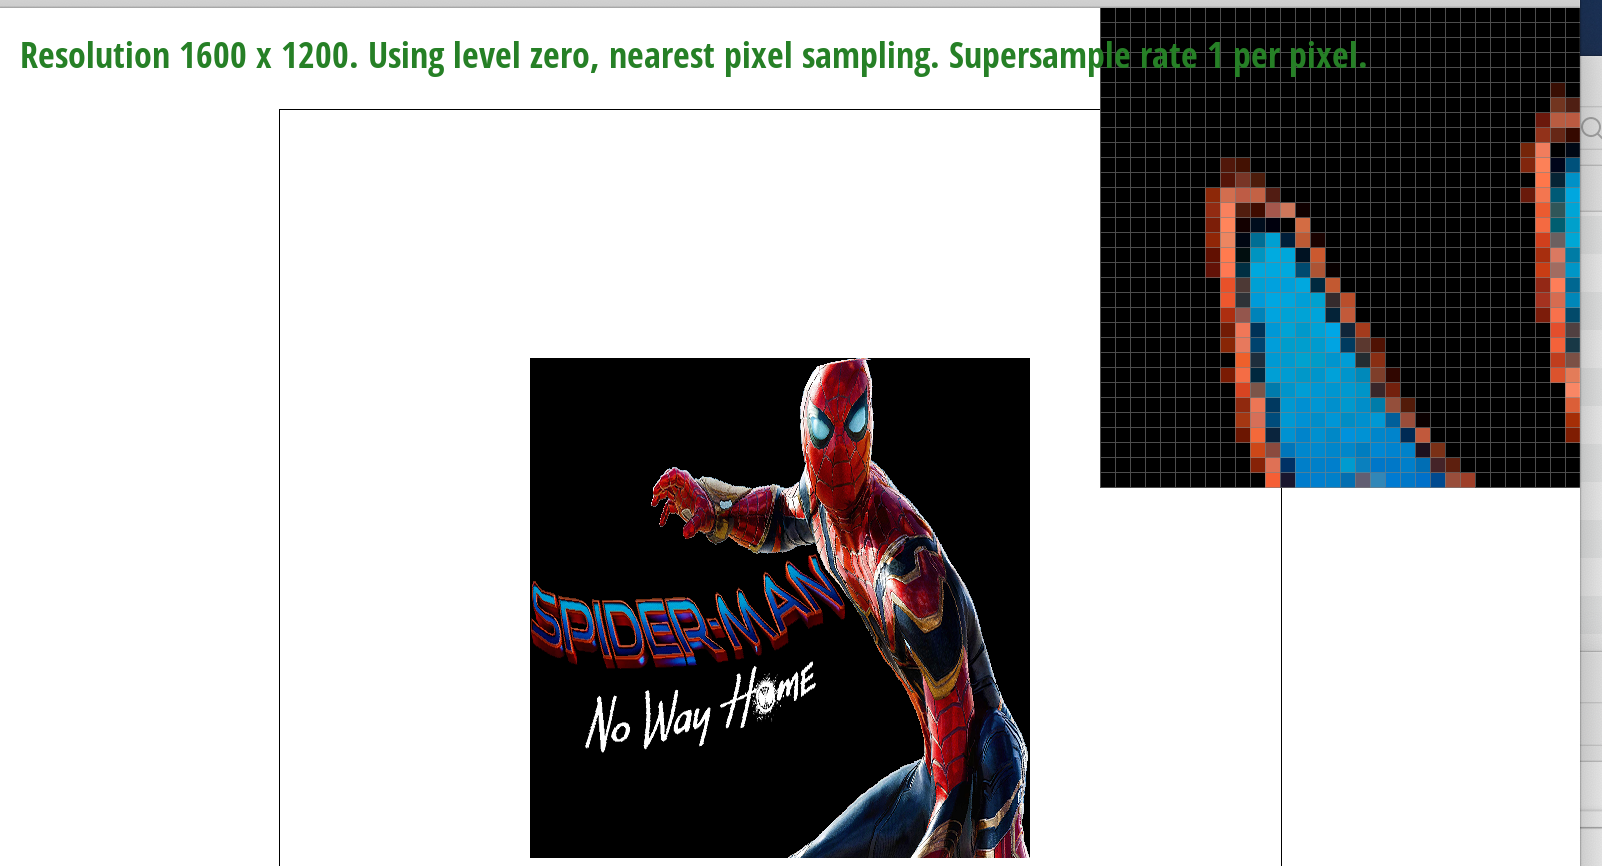 Resolution 1600 x 1200. Using level zero, nearest pixel sampling. Supersample rate 1 per pixel.
SPIDER-MAN
No Way Home